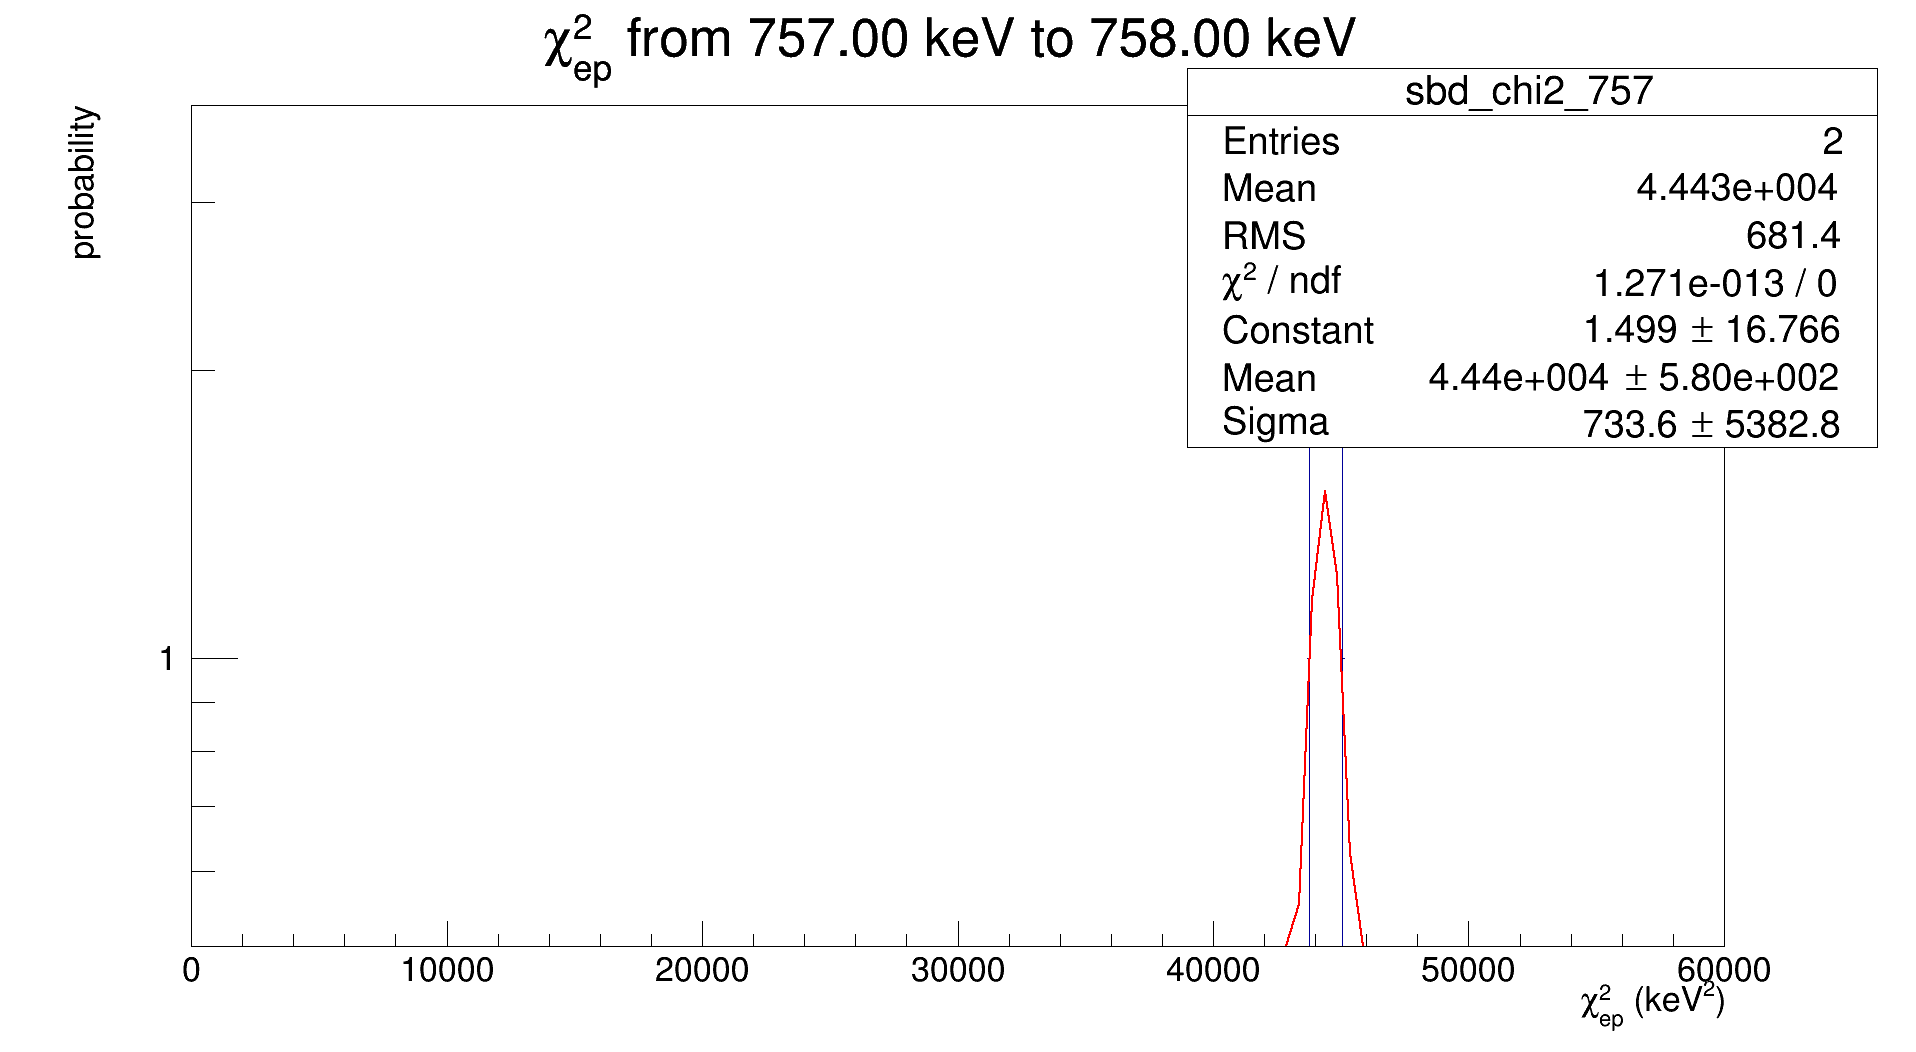 χ²ep from 757.00 keV to 758.00 keV
probability
sbd_chi2_757
Entries 2
Mean 4.443e+004
RMS 681.4
χ² / ndf 1.271e-013 / 0
Constant 1.499 ± 16.766
Mean 4.44e+004 ± 5.80e+002
Sigma 733.6 ± 5382.8
1
0 10000 20000 30000 40000 50000 60000
χ²ep (keV²)